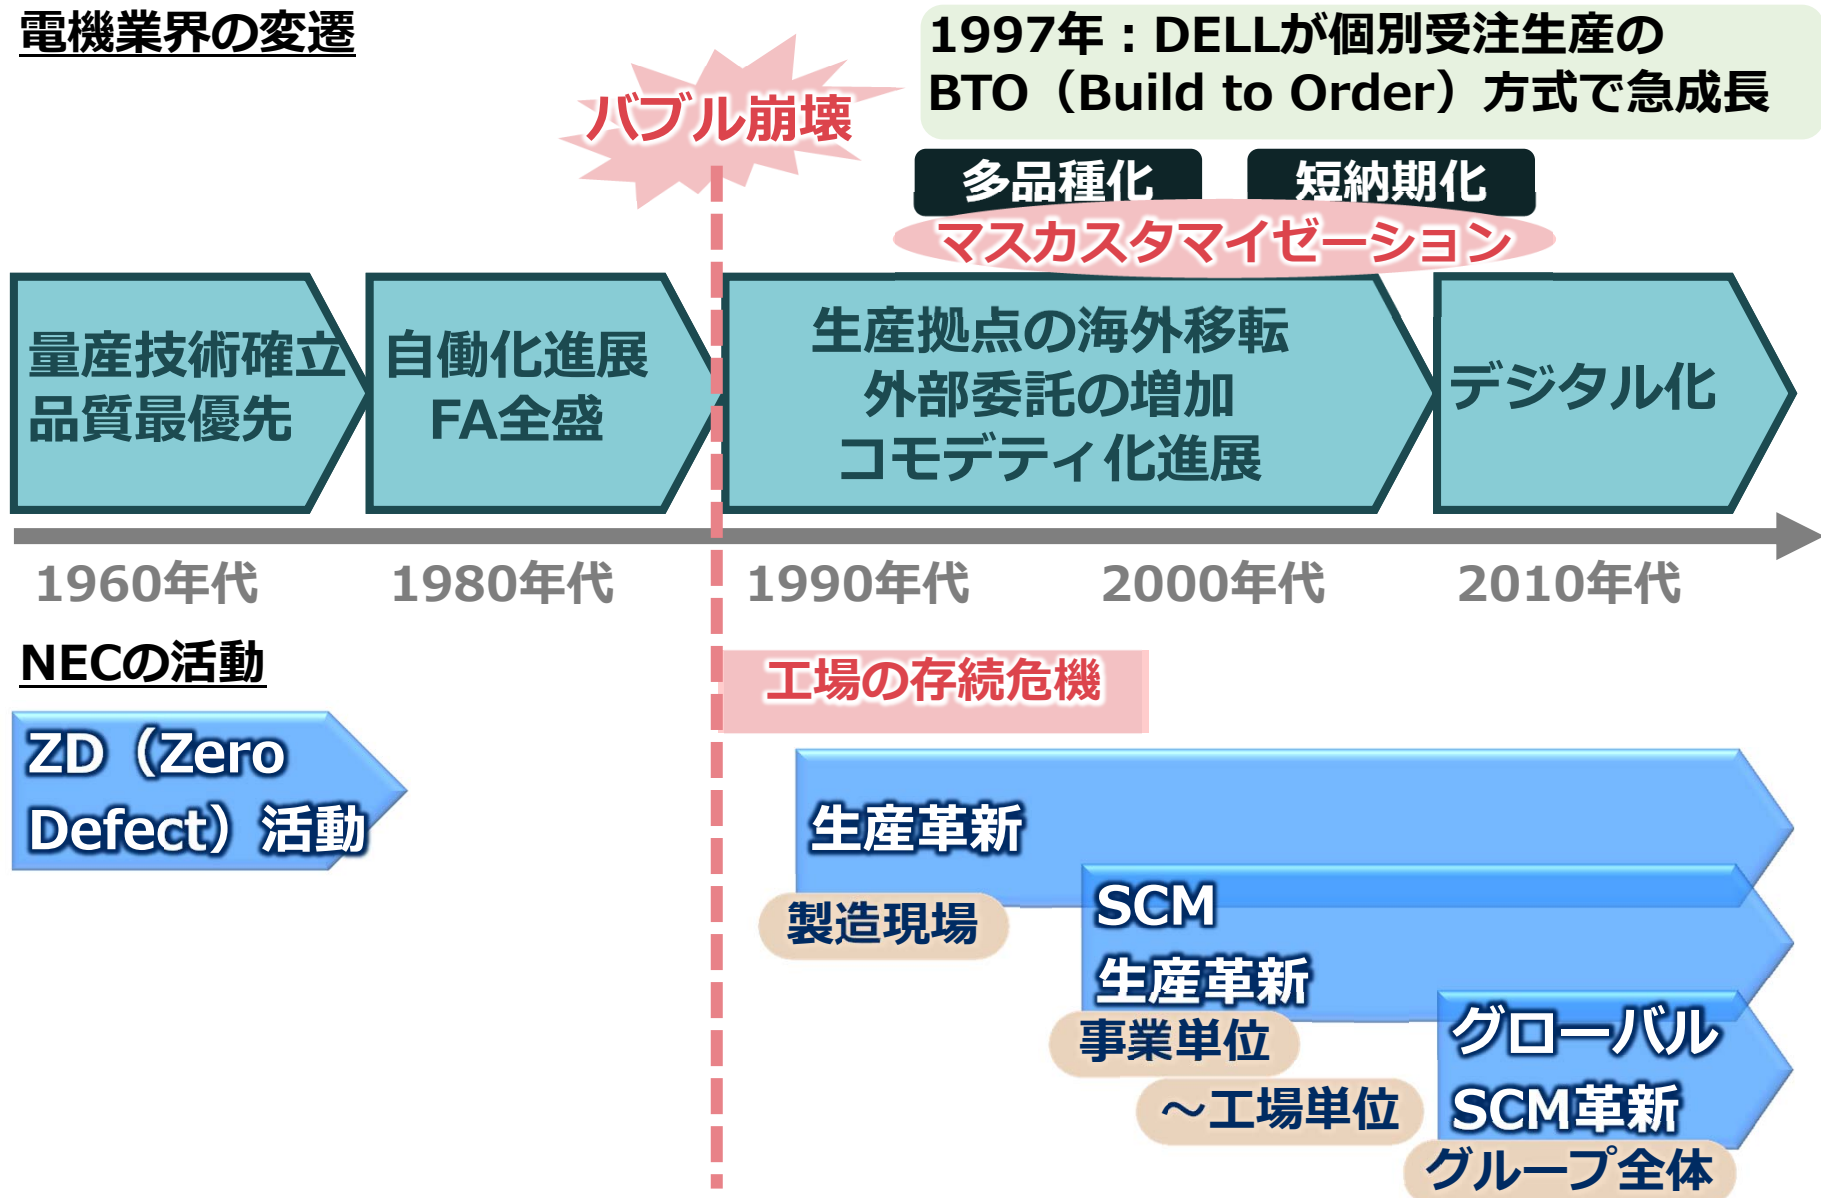 電機業界の変遷
1997年：DELLが個別受注生産の
BTO（Build to Order）方式で急成長
バブル崩壊
多品種化
短納期化
マスカスタマイゼーション
量産技術確立
品質最優先
自働化進展
FA全盛
生産拠点の海外移転
外部委託の増加
コモデティ化進展
デジタル化
1960年代
1980年代
1990年代
2000年代
2010年代
NECの活動
工場の存続危機
ZD（Zero
Defect）活動
生産革新
製造現場
SCM
生産革新
事業単位
～工場単位
グローバル
SCM革新
グループ全体